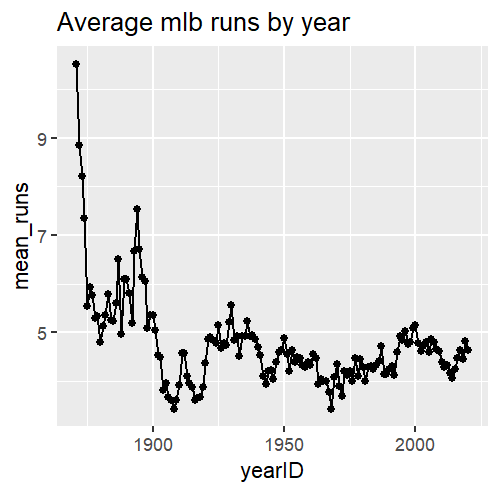 Average mlb runs by year
mean_runs
9
7
5
1900 1950 2000
yearID